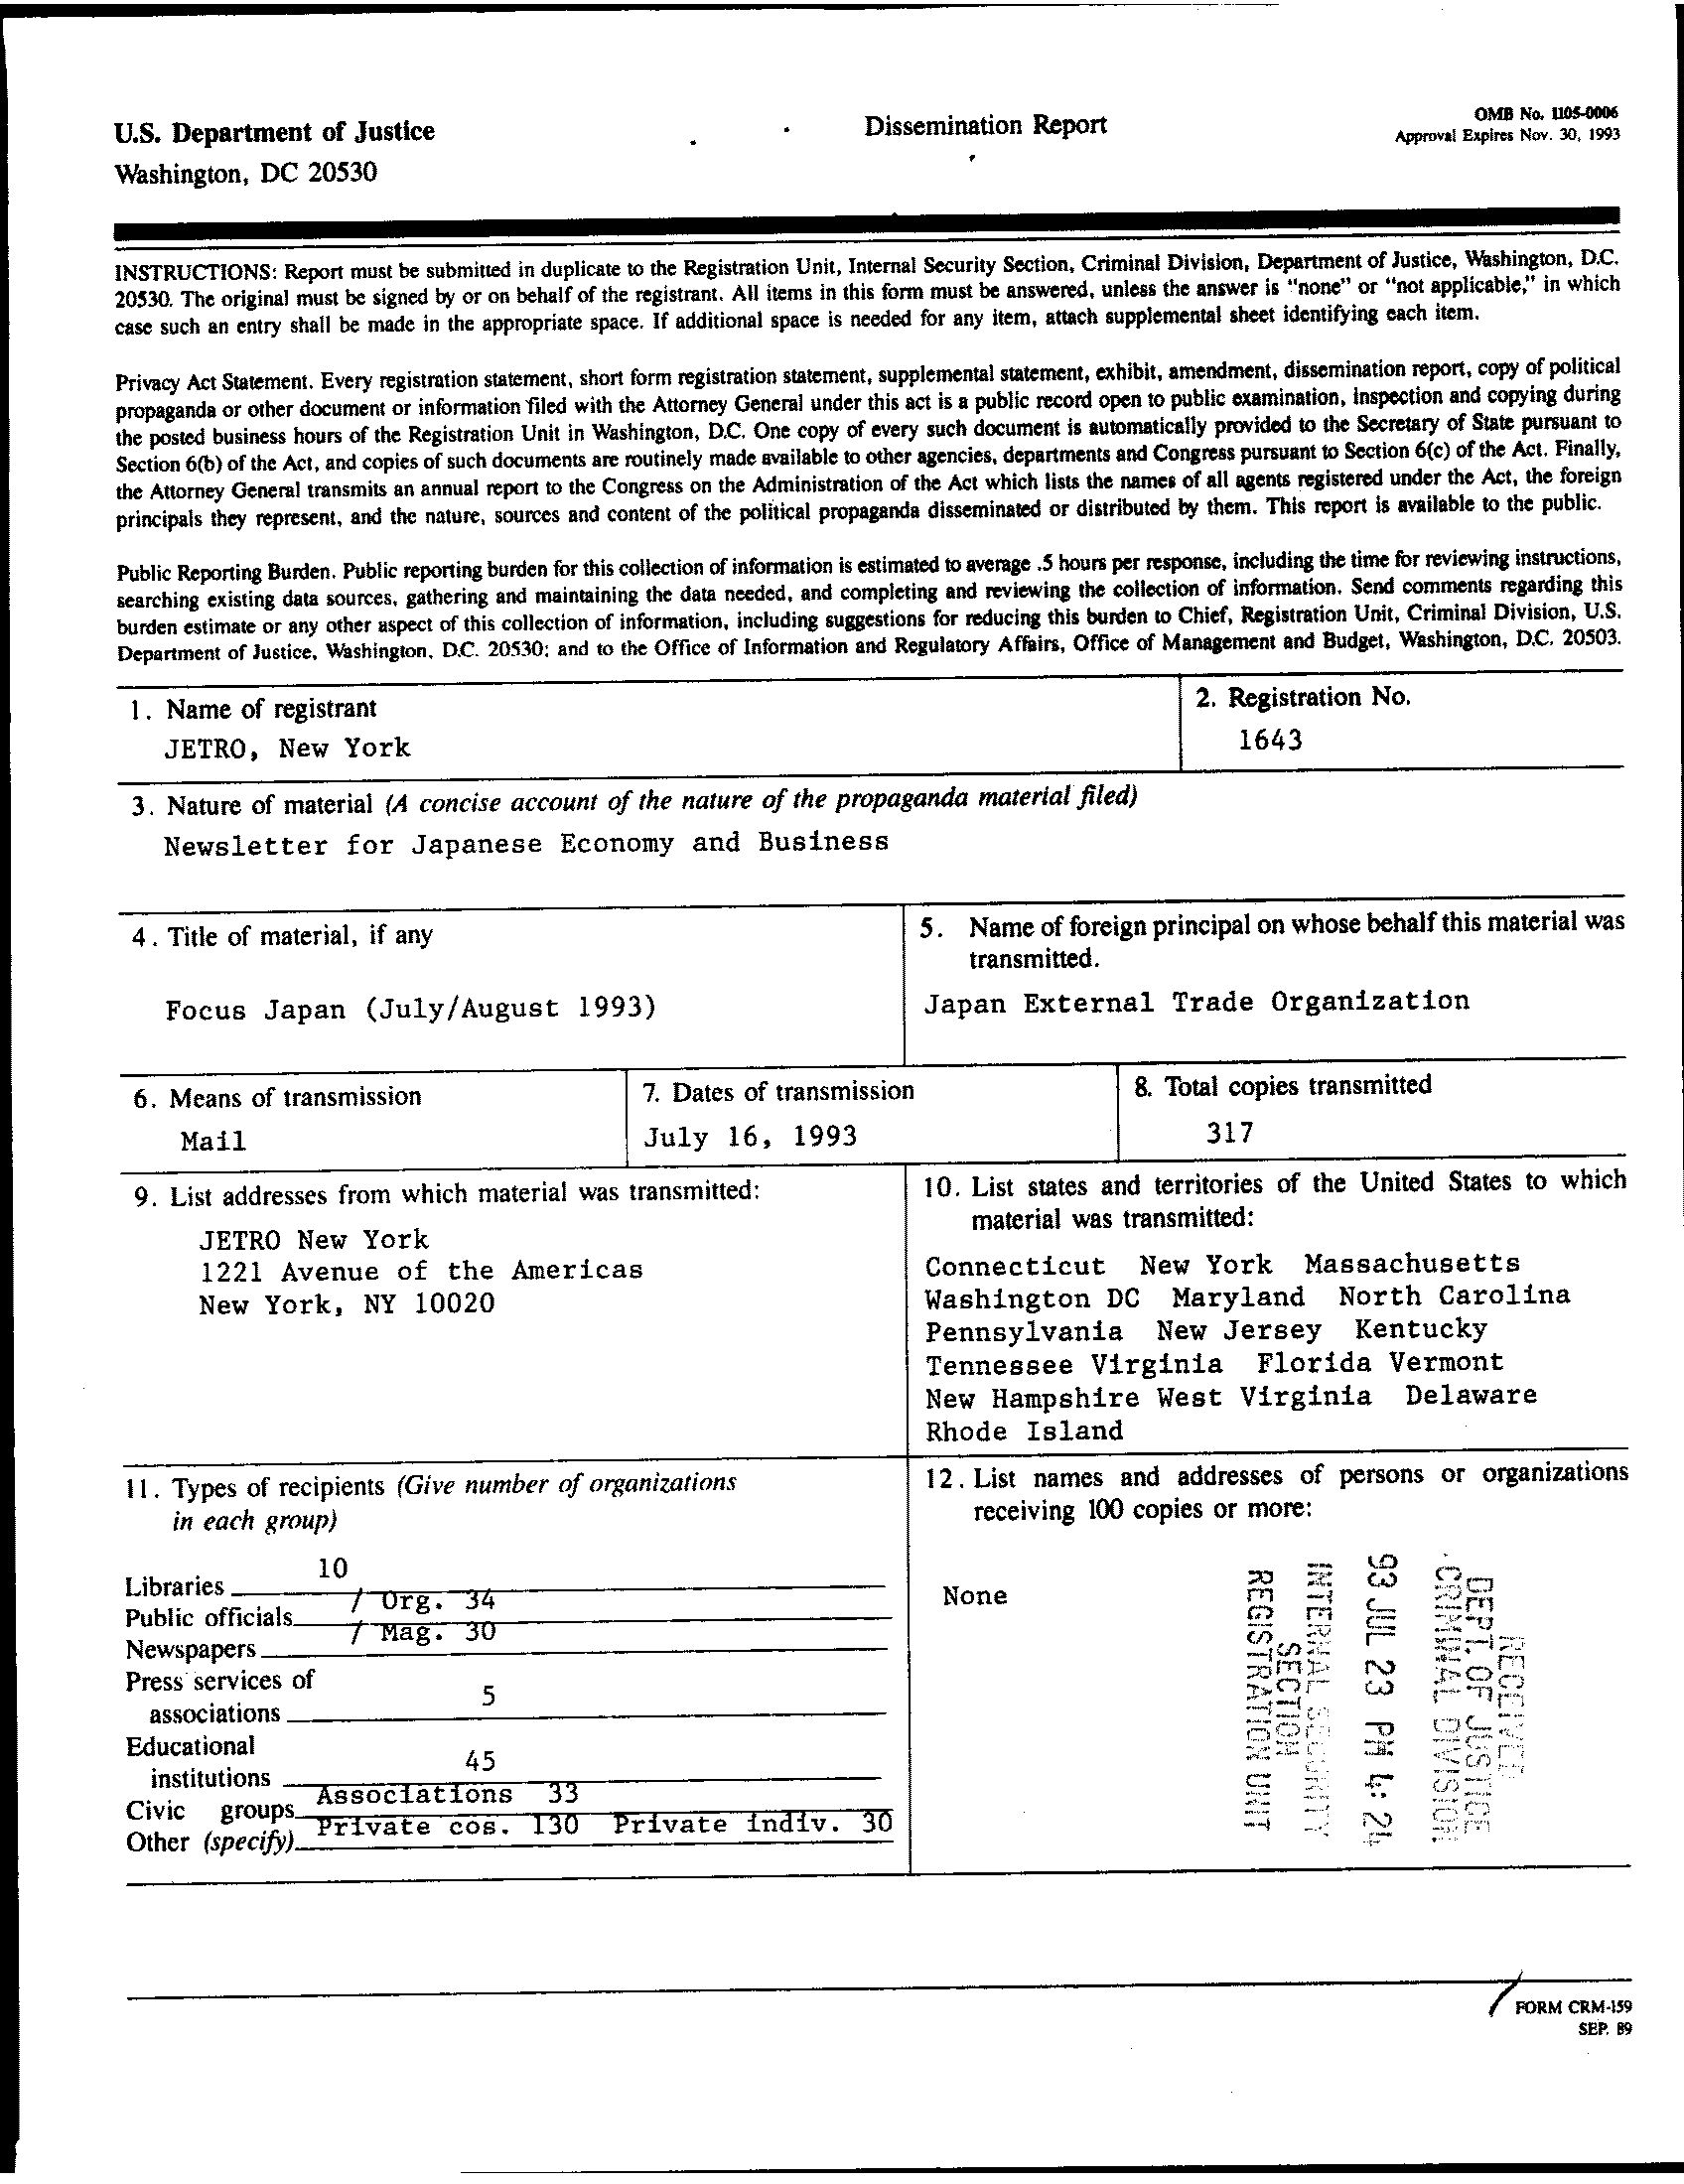 U.S. Department of Justice
Washington, DC 20530
Dissemination Report
OMB No. 1105-0006
Approval Expires Nov. 30, 1993
INSTRUCTIONS: Report must be submitted in duplicate to the Registration Unit, Internal Security Section, Criminal Division, Department of Justice, Washington, D.C.
20530. The original must be signed by or on behalf of the registrant. All items in this form must be answered, unless the answer is "none" or "not applicable," in which
case such an entry shall be made in the appropriate space. If additional space is needed for any item, attach supplemental sheet identifying each item.
Privacy Act Statement. Every registration statement, short form registration statement, supplemental statement, exhibit, amendment, dissemination report, copy of political
propaganda or other document or information filed with the Attorney General under this act is a public record open to public examination, inspection and copying during
the posted business hours of the Registration Unit in Washington, D.C. One copy of every such document is automatically provided to the Secretary of State pursuant to
Section 6(b) of the Act, and copies of such documents are routinely made available to other agencies, departments and Congress pursuant to Section 6(c) of the Act. Finally,
the Attorney General transmits an annual report to the Congress on the Administration of the Act which lists the names of all agents registered under the Act, the foreign
principals they represent, and the nature, sources and content of the political propaganda disseminated or distributed by them. This report is available to the public.
Public Reporting Burden. Public reporting burden for this collection of information is estimated to average .5 hours per response, including the time for reviewing instructions,
searching existing data sources, gathering and maintaining the data needed, and completing and reviewing the collection of information. Send comments regarding this
burden estimate or any other aspect of this collection of information, including suggestions for reducing this burden to Chief, Registration Unit, Criminal Division, U.S.
Department of Justice, Washington, D.C. 20530; and to the Office of Information and Regulatory Affairs, Office of Management and Budget, Washington, D.C. 20503.
1. Name of registrant
JETRO, New York
2. Registration No.
1643
3. Nature of material (A concise account of the nature of the propaganda material filed)
Newsletter for Japanese Economy and Business
4. Title of material, if any
Focus Japan (July/August 1993)
5. Name of foreign principal on whose behalf this material was
transmitted.
Japan External Trade Organization
6. Means of transmission
Mail
7. Dates of transmission
July 16, 1993
8. Total copies transmitted
317
9. List addresses from which material was transmitted:
JETRO New York
1221 Avenue of the Americas
New York, NY 10020
10. List states and territories of the United States to which
material was transmitted:
Connecticut New York Massachusetts
Washington DC Maryland North Carolina
Pennsylvania New Jersey Kentucky
Tennessee Virginia Florida Vermont
New Hampshire West Virginia Delaware
Rhode Island
11. Types of recipients (Give number of organizations
in each group)
Libraries 10
Public officials / Org. 34
Newspapers / Mag. 30
Press services of
associations 5
Educational
institutions 45
Civic groups Associations 33
Other (specify) Private cos. 130 Private indiv. 30
12. List names and addresses of persons or organizations
receiving 100 copies or more:
None
RECEIVED
DEPT. OF JUSTICE
CRIMINAL DIVISION
93 JUL 23 PM 4: 24
INTERNAL SECURITY
SECTION
REGISTRATION UNIT
FORM CRM-159
SEP. 89